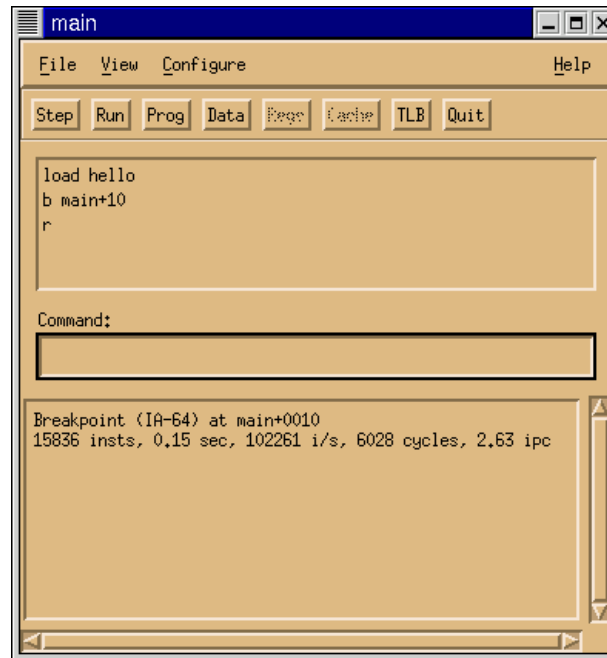 main
File View Configure Help
Step Run Prog Data Regs Cache TLB Quit
load hello
b main+10
r
Command:
Breakpoint (IA-64) at main+0010
15836 insts, 0.15 sec, 102261 i/s, 6028 cycles, 2.63 ipc